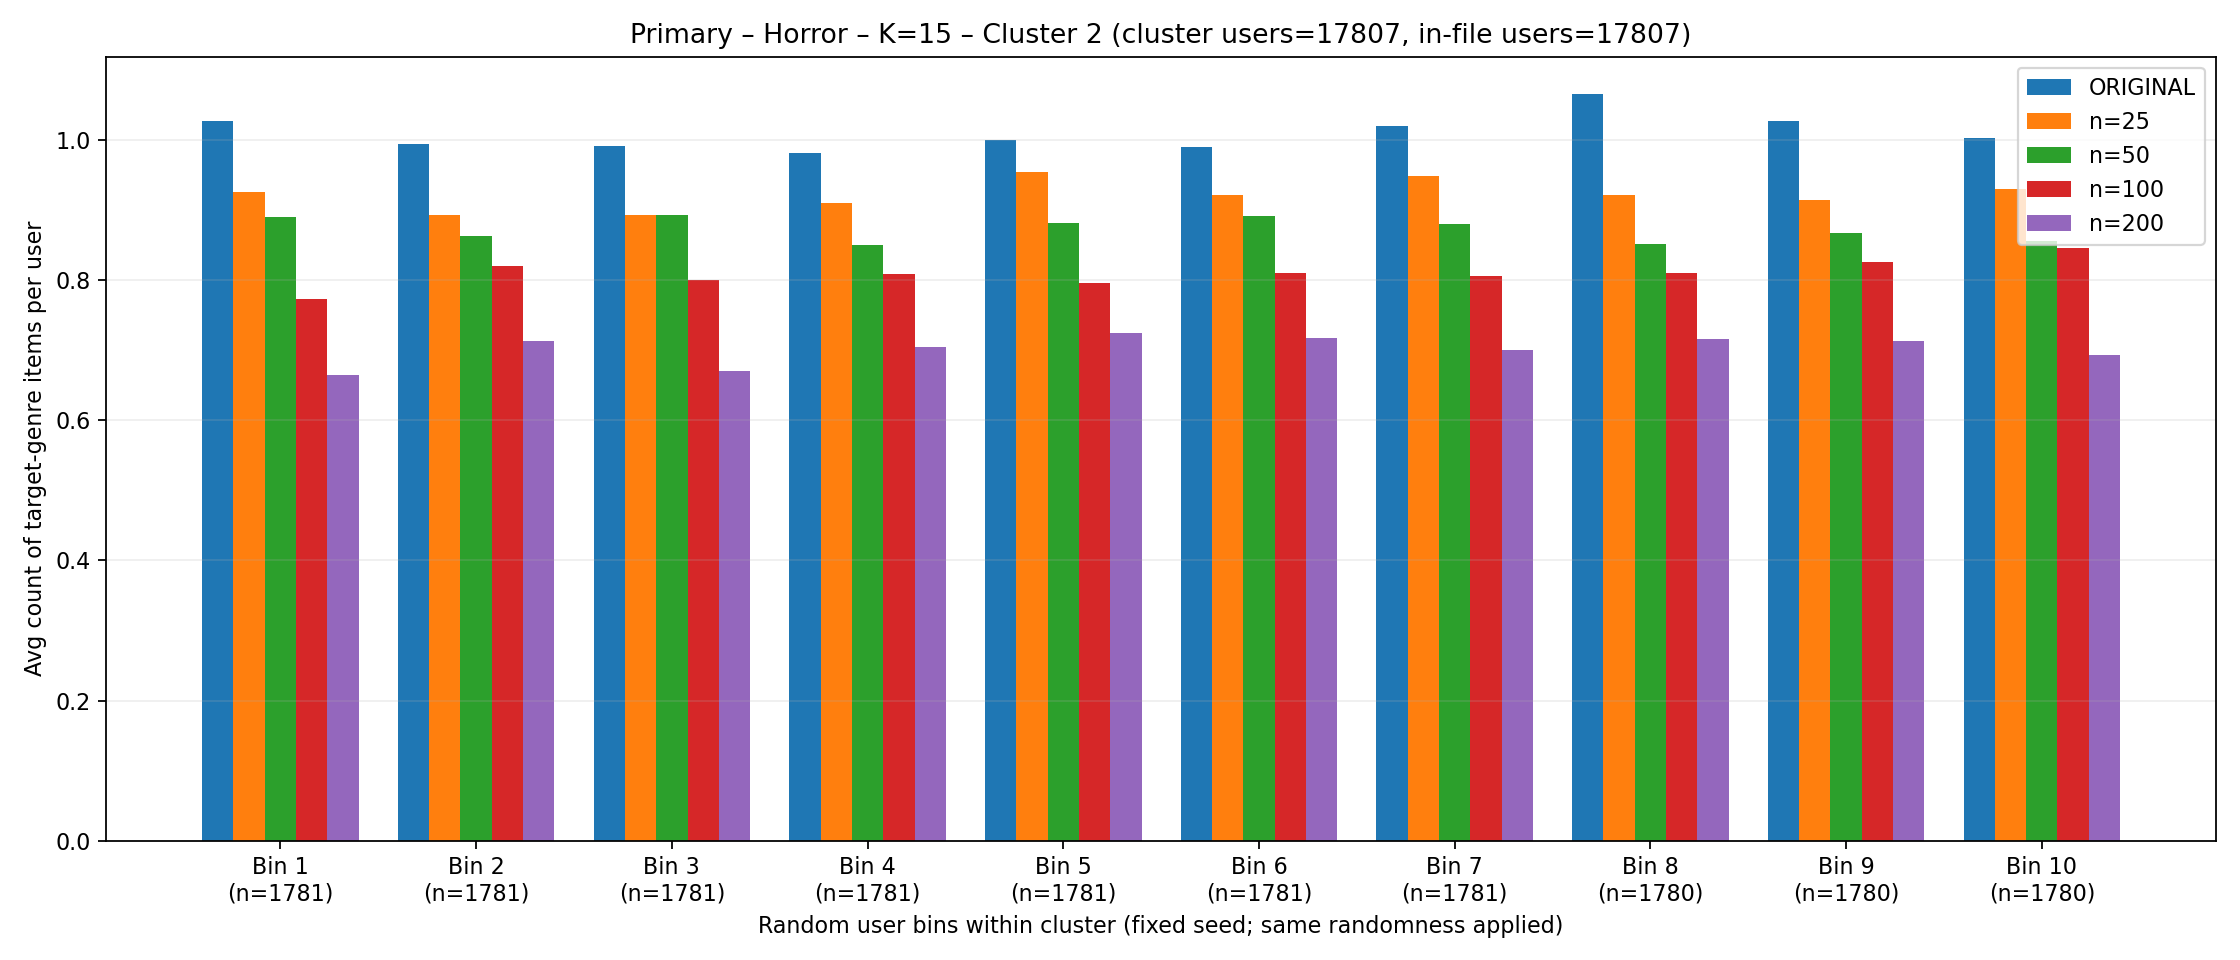 Primary – Horror – K=15 – Cluster 2 (cluster users=17807, in-file users=17807)
ORIGINAL
n=25
n=50
n=100
n=200
Avg count of target-genre items per user
1.0
0.8
0.6
0.4
0.2
0.0
Bin 1 Bin 2 Bin 3 Bin 4 Bin 5 Bin 6 Bin 7 Bin 8 Bin 9 Bin 10
(n=1781) (n=1781) (n=1781) (n=1781) (n=1781) (n=1781) (n=1781) (n=1780) (n=1780) (n=1780)
Random user bins within cluster (fixed seed; same randomness applied)